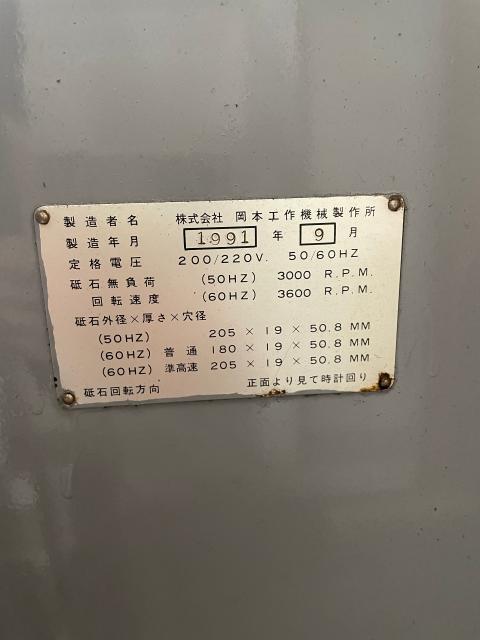 製造者名 株式会社 岡本工作機械製作所
製造年月 1991 年 9 月
定格電圧 200/220V. 50/60HZ
砥石無負荷 (50HZ) 3000 R.P.M.
回転速度 (60HZ) 3600 R.P.M.
砥石外径×厚さ×穴径
(50HZ) 205 × 19 × 50.8 MM
(60HZ) 普通 180 × 19 × 50.8 MM
(60HZ) 準高速 205 × 19 × 50.8 MM
砥石回転方向 正面より見て時計回り